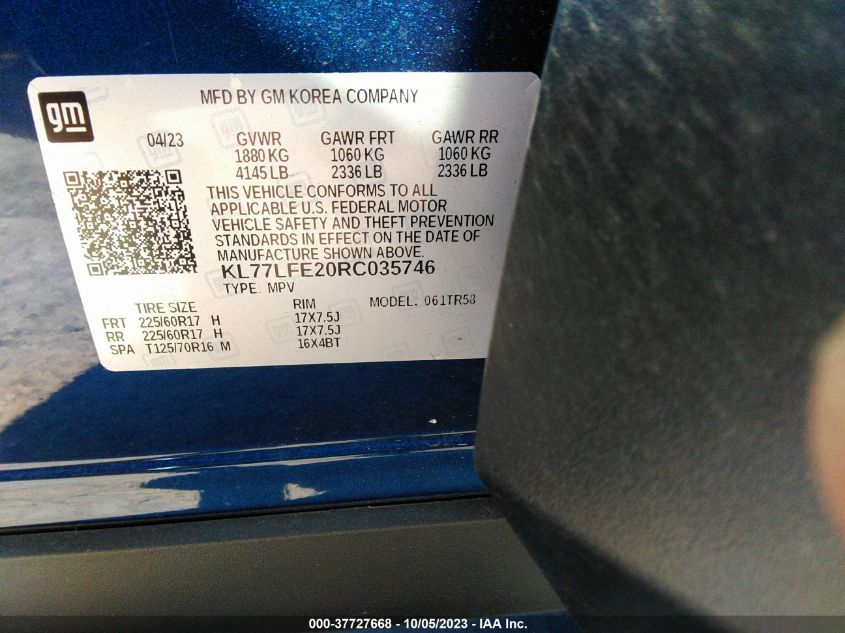 gm
MFD BY GM KOREA COMPANY
04/23 GVWR GAWR FRT GAWR RR
1880 KG 1060 KG 1060 KG
4145 LB 2336 LB 2336 LB
THIS VEHICLE CONFORMS TO ALL
APPLICABLE U.S. FEDERAL MOTOR
VEHICLE SAFETY AND THEFT PREVENTION
STANDARDS IN EFFECT ON THE DATE OF
MANUFACTURE SHOWN ABOVE.
KL77LFE20RC035746
TYPE: MPV MODEL: 061TR58
TIRE SIZE RIM
FRT 225/60R17 H 17X7.5J
RR 225/60R17 H 17X7.5J
SPA T125/70R16 M 16X4BT
000-37727668 - 10/05/2023 - IAA Inc.